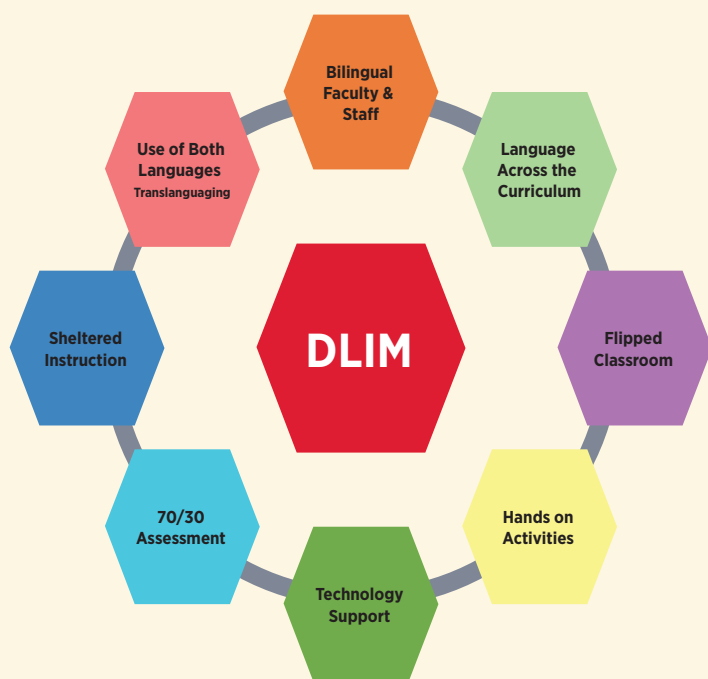 Bilingual
Faculty &
Staff
Language
Across the
Curriculum
Flipped
Classroom
Hands on
Activities
Technology
Support
70/30
Assessment
Sheltered
Instruction
Use of Both
Languages
Translanguaging
DLIM